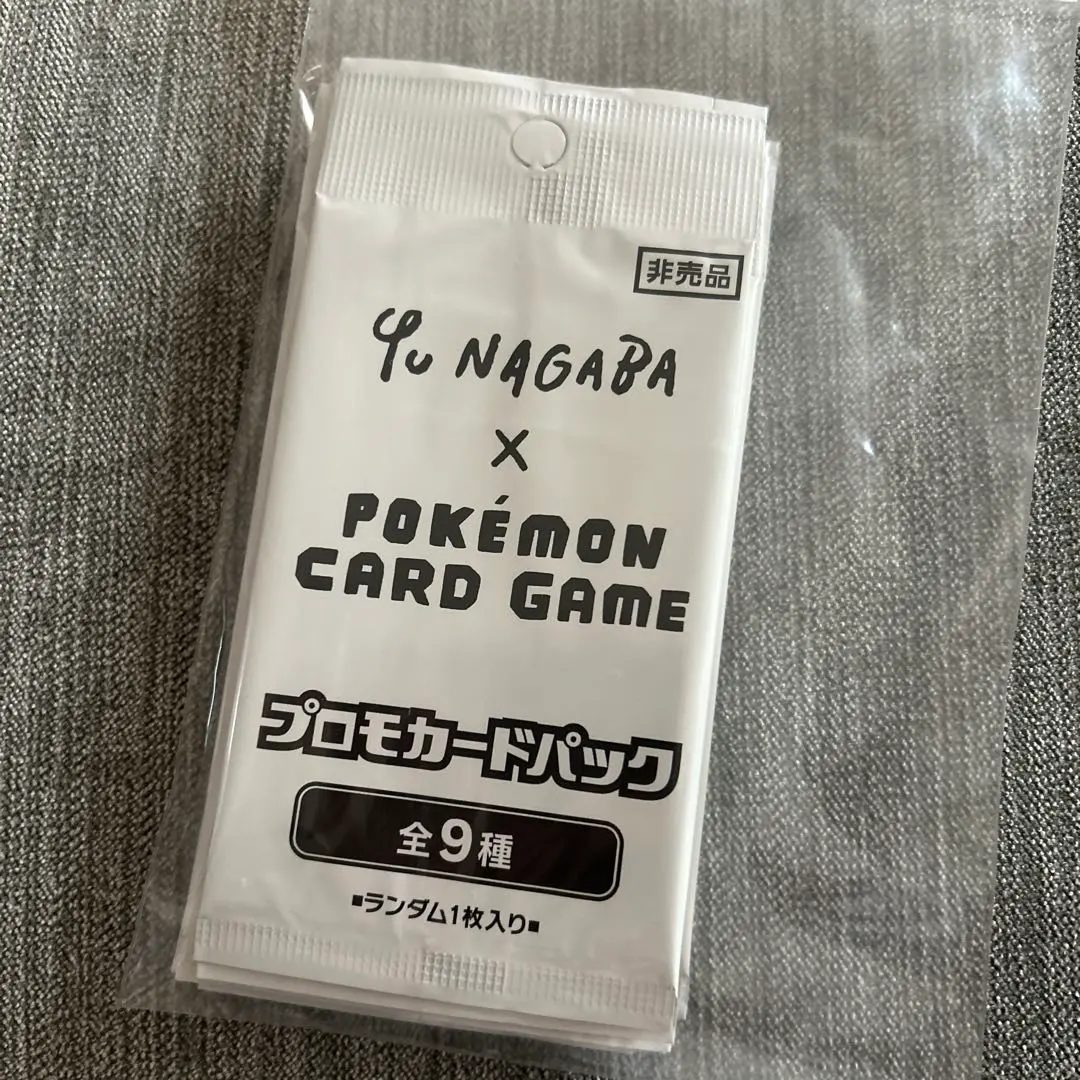 非売品
Yu NAGABA
×
POKÉMON
CARD GAME
プロモカードパック
全9種
■ランダム1枚入り■